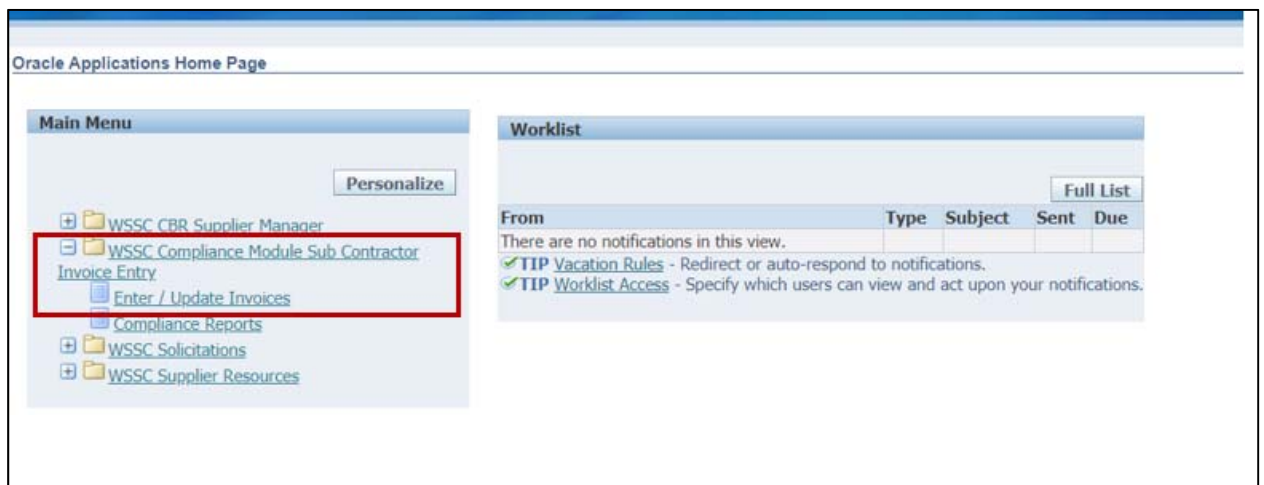 Oracle Applications Home Page
Main Menu
Personalize
WSSC CBR Supplier Manager
WSSC Compliance Module Sub Contractor
Invoice Entry
Enter / Update Invoices
Compliance Reports
WSSC Solicitations
WSSC Supplier Resources
Worklist
Full List
From Type Subject Sent Due
There are no notifications in this view.
TIP Vacation Rules - Redirect or auto-respond to notifications.
TIP Worklist Access - Specify which users can view and act upon your notifications.